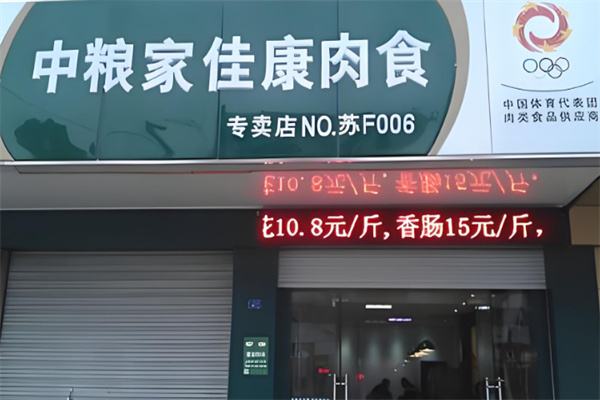 中粮家佳康肉食
专卖店NO.苏F006
中国体育代表团
肉类食品供应商
10.8元/斤,香肠15元/斤,